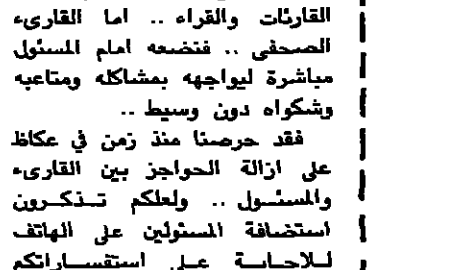 القارئات والقراء .. اما القارىء
الصحفى .. فتضعه امام المسئول
مباشرة ليواجهه بمشاكله ومتاعبه
وشكواه دون وسيط ..
فقد حرصنا منذ زمن في عكاظ
على ازالة الحواجز بين القارىء
والمسئول .. ولعلكم تذكرون
استضافة المسئولين على الهاتف
للاجابة على استفساراتكم